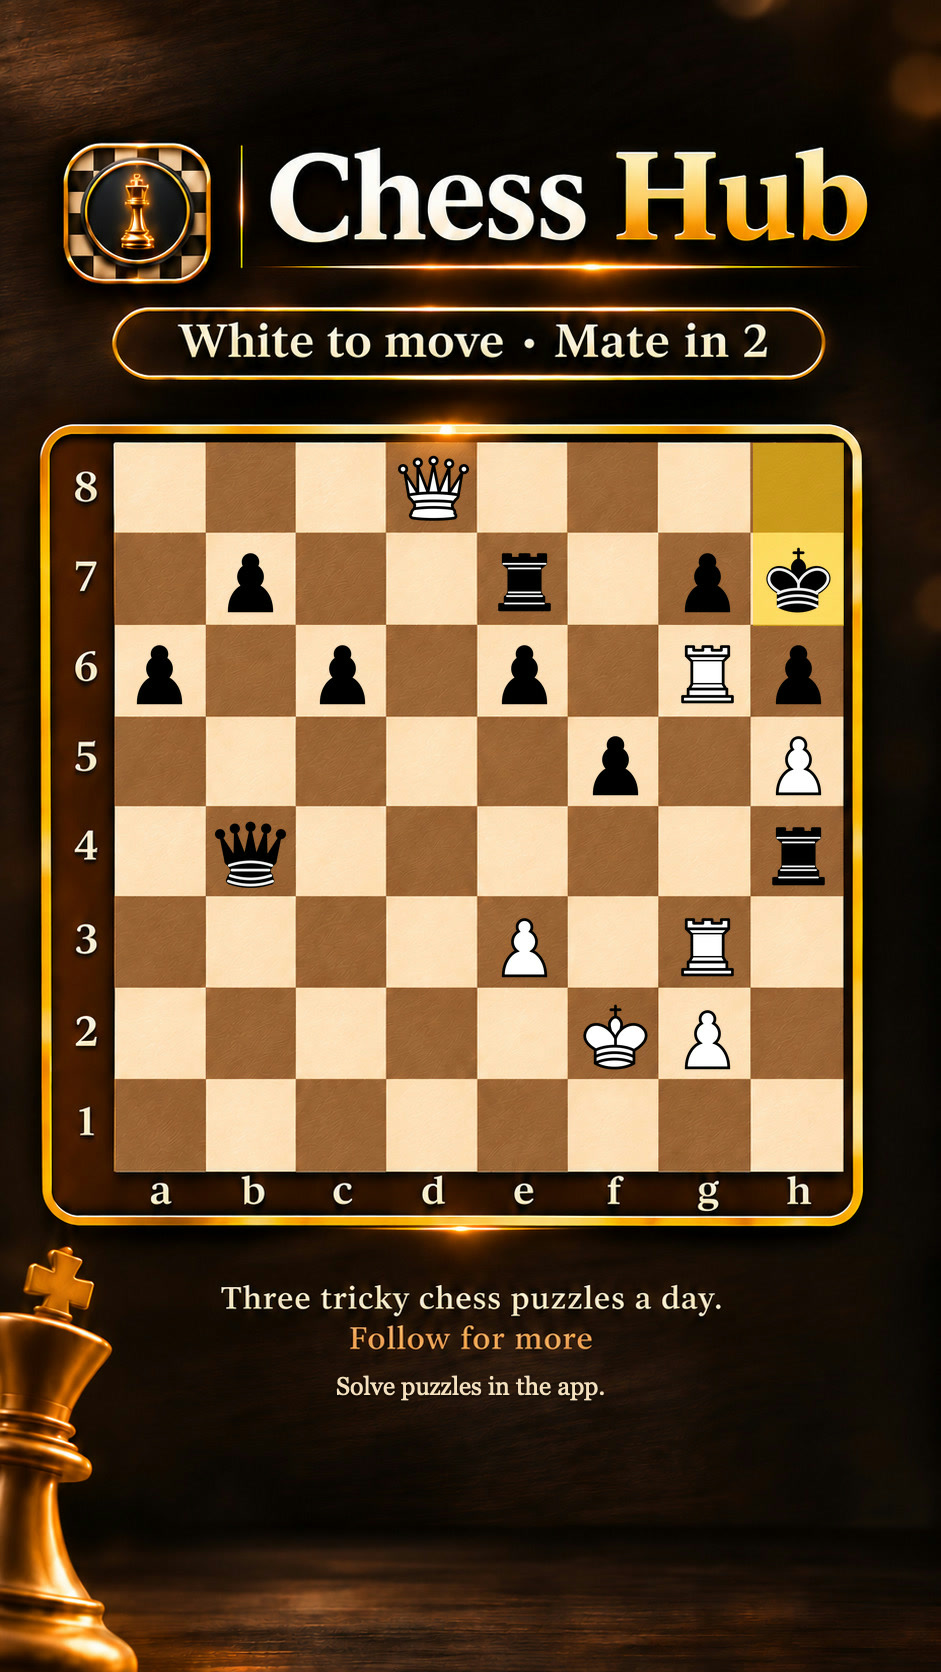 Chess Hub
White to move • Mate in 2
8
7
6
5
4
3
2
1
a b c d e f g h
Three tricky chess puzzles a day.
Follow for more
Solve puzzles in the app.